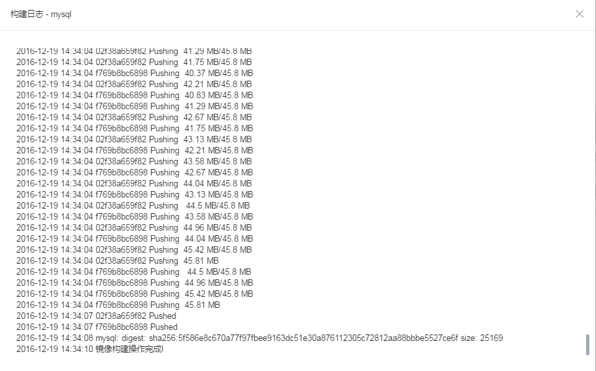 构建日志 - mysql
2016-12-19 14:34:04 02f38a659f82 Pushing 41.29 MB/45.8 MB
2016-12-19 14:34:04 02f38a659f82 Pushing 41.75 MB/45.8 MB
2016-12-19 14:34:04 f769b8bc6898 Pushing 40.37 MB/45.8 MB
2016-12-19 14:34:04 02f38a659f82 Pushing 42.21 MB/45.8 MB
2016-12-19 14:34:04 f769b8bc6898 Pushing 40.83 MB/45.8 MB
2016-12-19 14:34:04 f769b8bc6898 Pushing 41.29 MB/45.8 MB
2016-12-19 14:34:04 02f38a659f82 Pushing 42.67 MB/45.8 MB
2016-12-19 14:34:04 f769b8bc6898 Pushing 41.75 MB/45.8 MB
2016-12-19 14:34:04 02f38a659f82 Pushing 43.13 MB/45.8 MB
2016-12-19 14:34:04 f769b8bc6898 Pushing 42.21 MB/45.8 MB
2016-12-19 14:34:04 02f38a659f82 Pushing 43.58 MB/45.8 MB
2016-12-19 14:34:04 f769b8bc6898 Pushing 42.67 MB/45.8 MB
2016-12-19 14:34:04 02f38a659f82 Pushing 44.04 MB/45.8 MB
2016-12-19 14:34:04 f769b8bc6898 Pushing 43.13 MB/45.8 MB
2016-12-19 14:34:04 02f38a659f82 Pushing 44.5 MB/45.8 MB
2016-12-19 14:34:04 f769b8bc6898 Pushing 43.58 MB/45.8 MB
2016-12-19 14:34:04 02f38a659f82 Pushing 44.96 MB/45.8 MB
2016-12-19 14:34:04 f769b8bc6898 Pushing 44.04 MB/45.8 MB
2016-12-19 14:34:04 02f38a659f82 Pushing 45.42 MB/45.8 MB
2016-12-19 14:34:04 02f38a659f82 Pushing 45.81 MB
2016-12-19 14:34:04 f769b8bc6898 Pushing 44.5 MB/45.8 MB
2016-12-19 14:34:04 f769b8bc6898 Pushing 44.96 MB/45.8 MB
2016-12-19 14:34:04 f769b8bc6898 Pushing 45.42 MB/45.8 MB
2016-12-19 14:34:04 f769b8bc6898 Pushing 45.81 MB
2016-12-19 14:34:07 02f38a659f82 Pushed
2016-12-19 14:34:07 f769b8bc6898 Pushed
2016-12-19 14:34:08 mysql: digest: sha256:5f586e8c670a77f97fbee9163dc51e30a876112305c72812aa88bbbe5527ce6f size: 25169
2016-12-19 14:34:10 镜像构建操作完成!